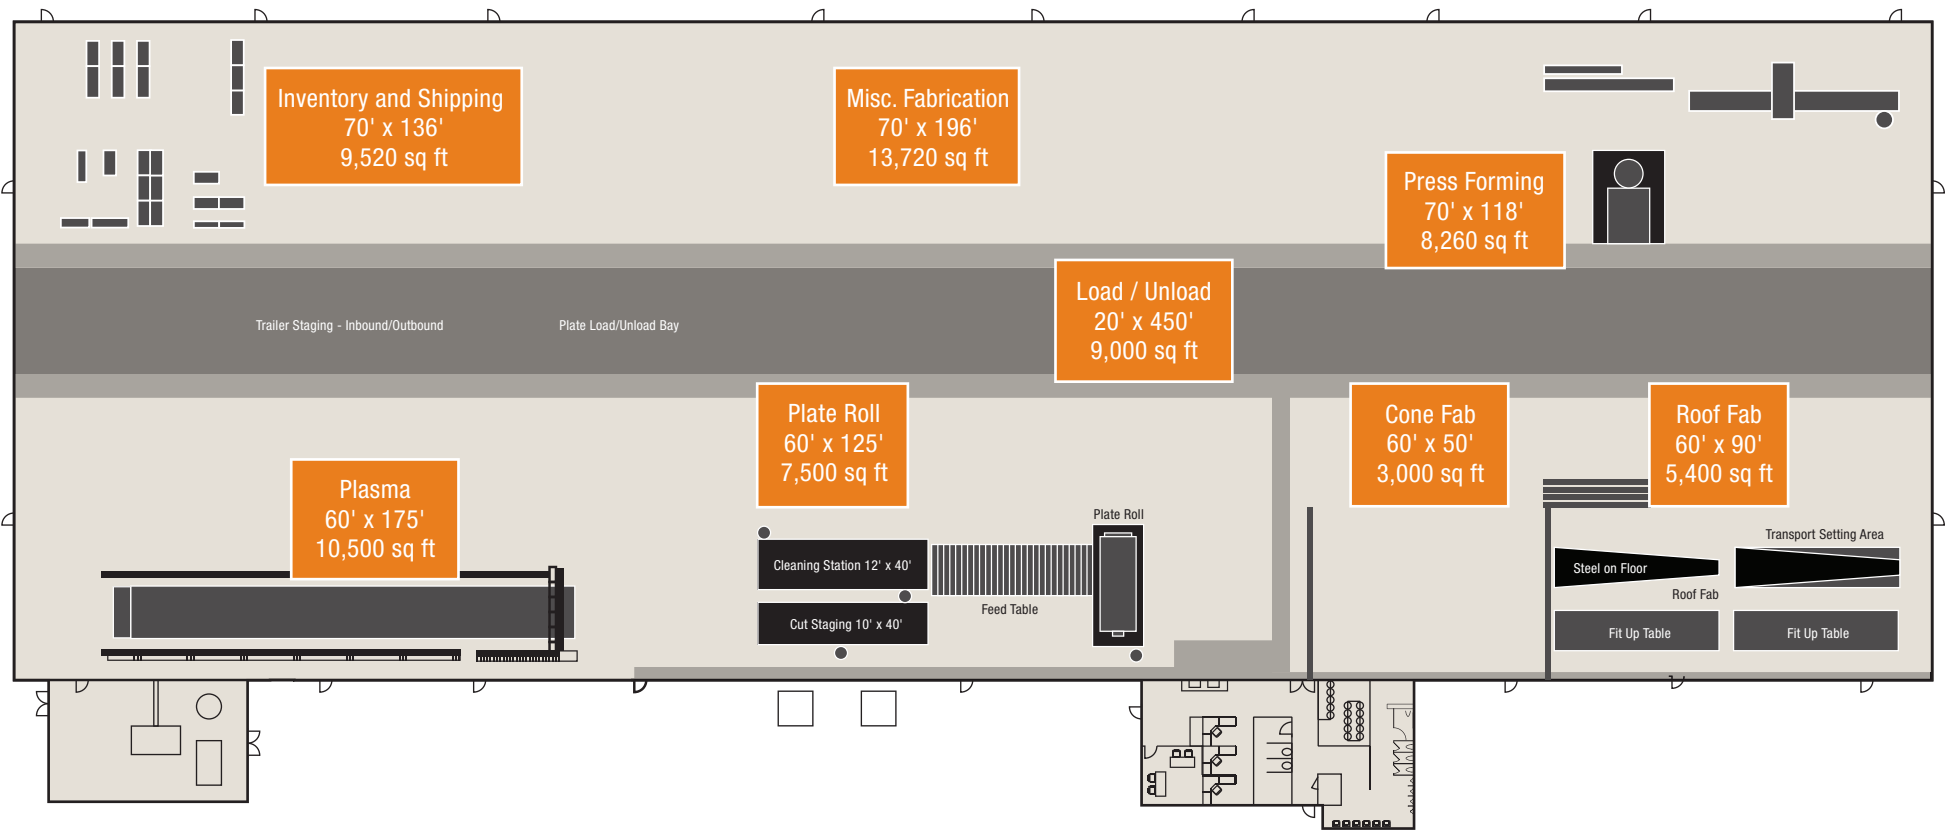 Inventory and Shipping
70' x 136'
9,520 sq ft
Misc. Fabrication
70' x 196'
13,720 sq ft
Press Forming
70' x 118'
8,260 sq ft
Trailer Staging - Inbound/Outbound
Plate Load/Unload Bay
Load / Unload
20' x 450'
9,000 sq ft
Plasma
60' x 175'
10,500 sq ft
Plate Roll
60' x 125'
7,500 sq ft
Cone Fab
60' x 50'
3,000 sq ft
Roof Fab
60' x 90'
5,400 sq ft
Plate Roll
Cleaning Station 12' x 40'
Feed Table
Cut Staging 10' x 40'
Transport Setting Area
Steel on Floor
Roof Fab
Fit Up Table
Fit Up Table